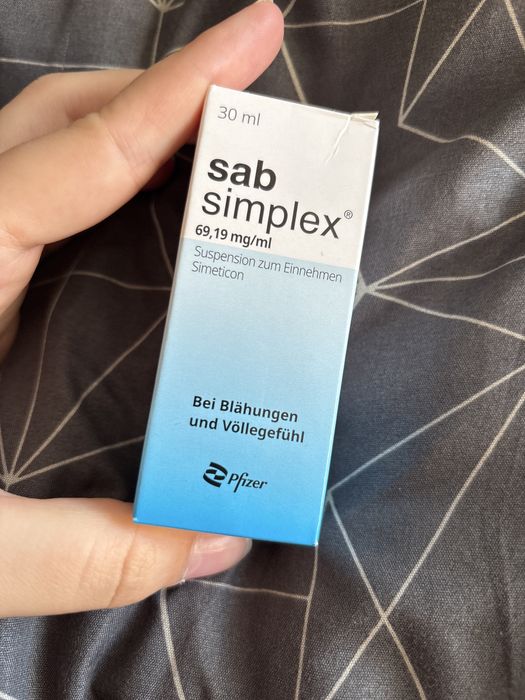 30 ml
sab
simplex®
69,19 mg/ml
Suspension zum Einnehmen
Simeticon
Bei Blähungen
und Völlegefühl
Pfizer